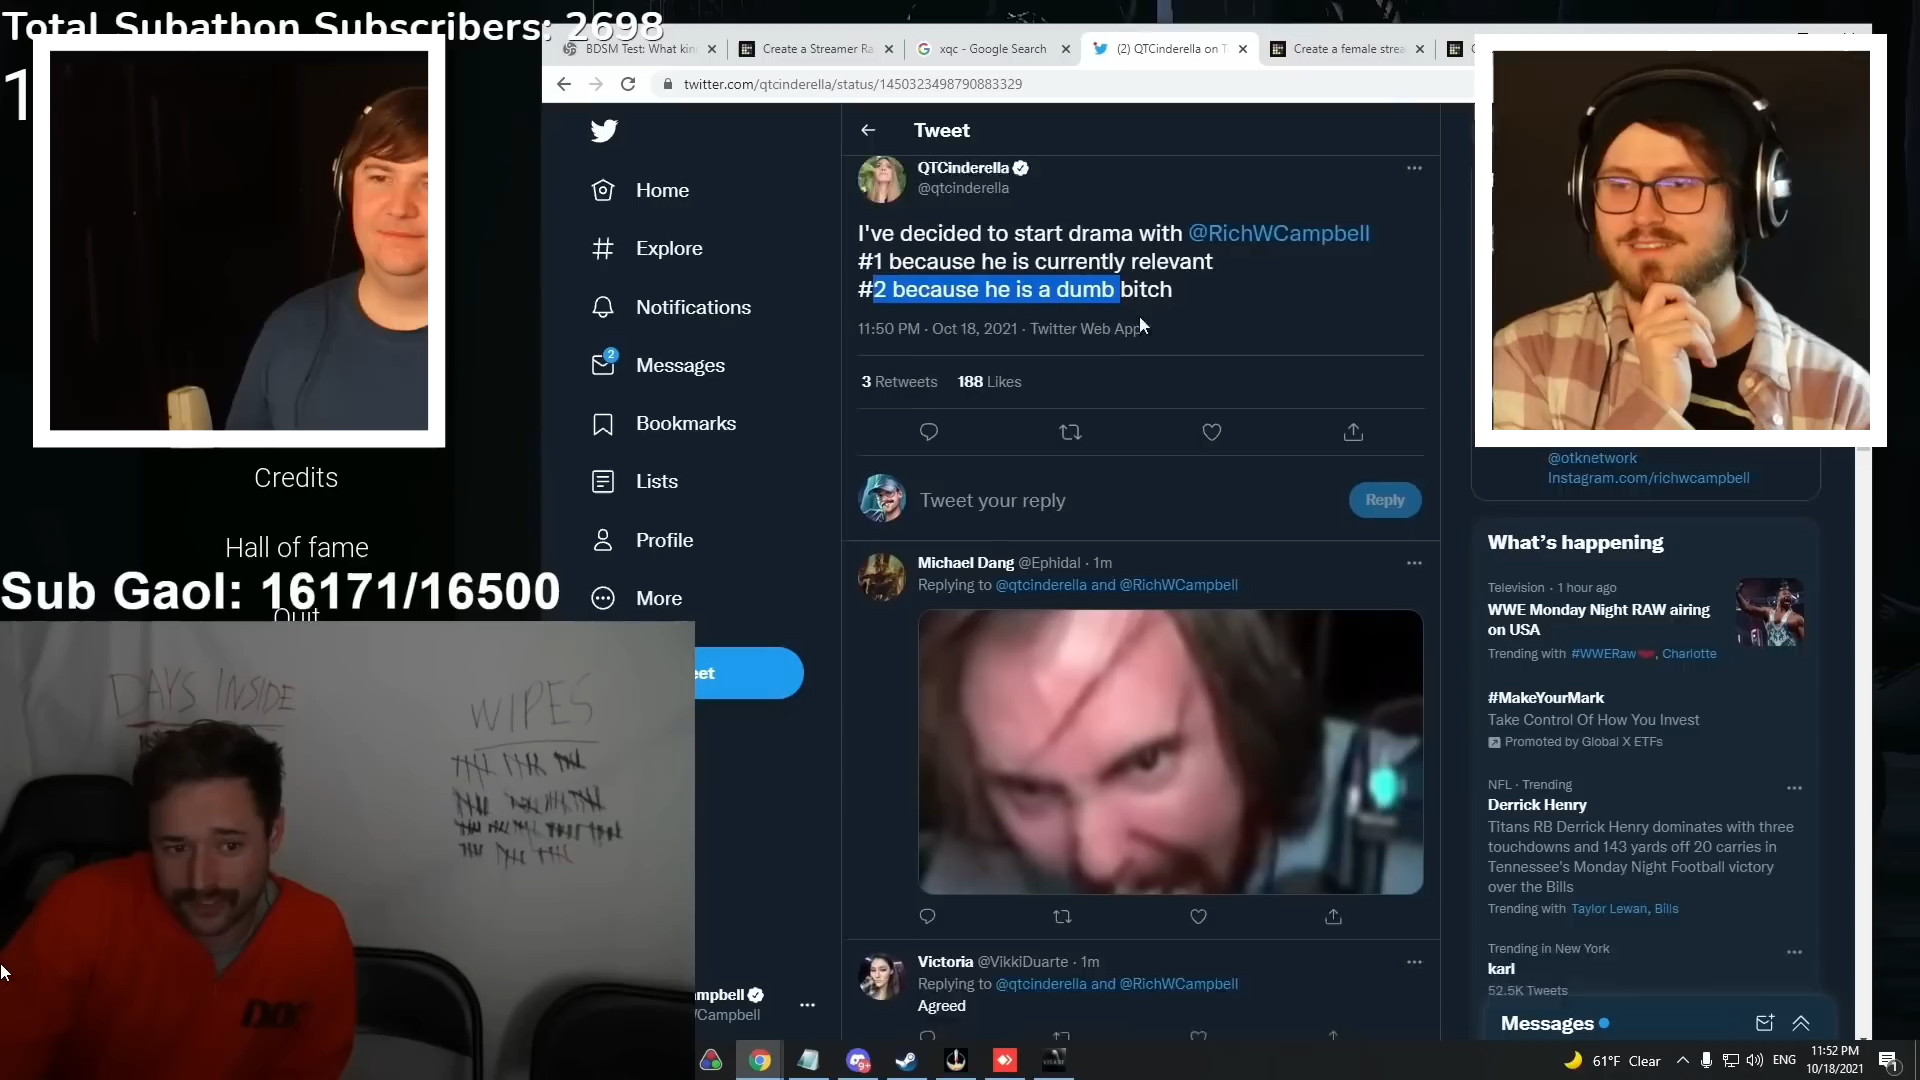 Total Subathon Subscribers: 2698
1
BDSM Test: What kin
Create a Streamer Ra
xqc - Google Search
(2) QTCinderella on T
Create a female strea
twitter.com/qtcinderella/status/1450323498790883329
Credits
Hall of fame
Sub Gaol: 16171/16500
Quit
DAYS INSIDE
WIPES
Doc
Home
Explore
Notifications
2
Messages
Bookmarks
Lists
Profile
More
eet
mpbell
Campbell
Tweet
QTCinderella
@qtcinderella
I've decided to start drama with @RichWCampbell
#1 because he is currently relevant
#2 because he is a dumb bitch
11:50 PM · Oct 18, 2021 · Twitter Web App
3 Retweets 188 Likes
Tweet your reply
Reply
Michael Dang @Ephidal · 1m
Replying to @qtcinderella and @RichWCampbell
Victoria @VikkiDuarte · 1m
Replying to @qtcinderella and @RichWCampbell
Agreed
@otknetwork
Instagram.com/richwcampbell
What's happening
Television · 1 hour ago
WWE Monday Night RAW airing
on USA
Trending with #WWERaw, Charlotte
#MakeYourMark
Take Control Of How You Invest
Promoted by Global X ETFs
NFL · Trending
Derrick Henry
Titans RB Derrick Henry dominates with three
touchdowns and 143 yards off 20 carries in
Tennessee's Monday Night Football victory
over the Bills
Trending with Taylor Lewan, Bills
Trending in New York
karl
52.5K Tweets
Messages
9+
61°F Clear
ENG
11:52 PM
10/18/2021
1